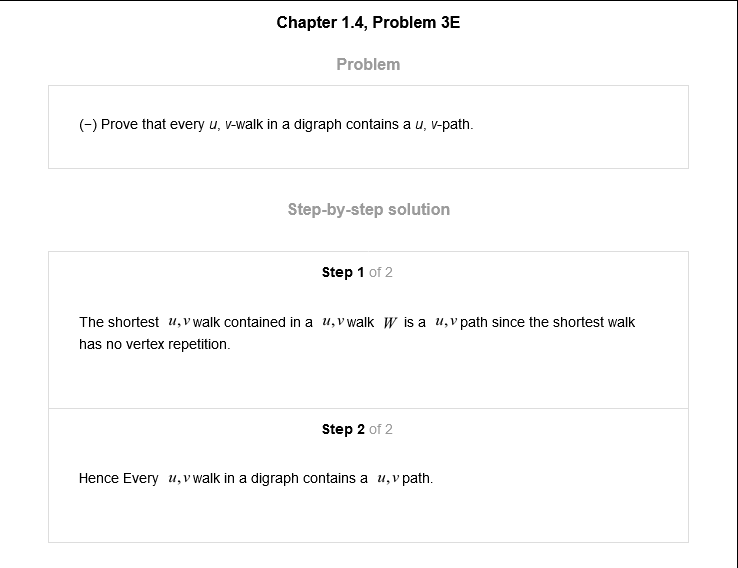 Chapter 1.4, Problem 3E
Problem
(−) Prove that every u, v-walk in a digraph contains a u, v-path.
Step-by-step solution
Step 1 of 2
The shortest u,v walk contained in a u,v walk W is a u,v path since the shortest walk
has no vertex repetition.
Step 2 of 2
Hence Every u,v walk in a digraph contains a u,v path.